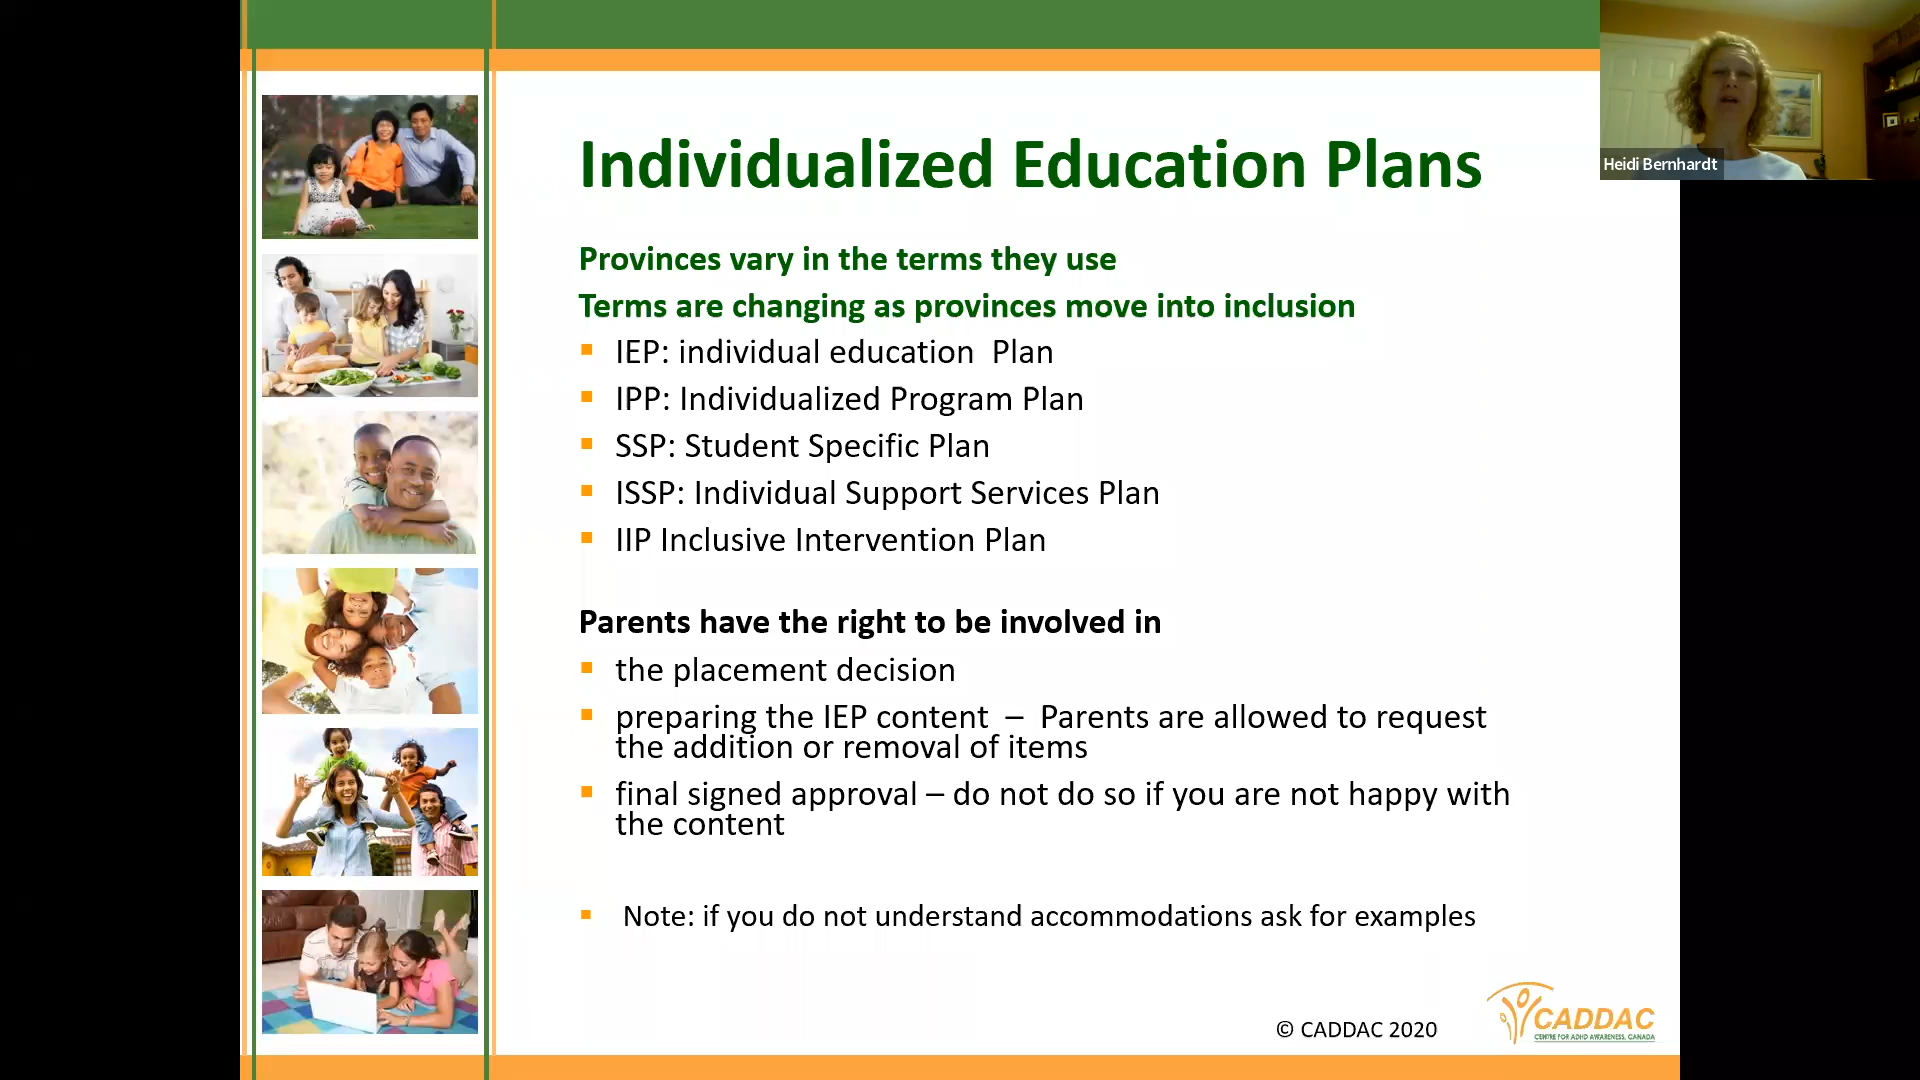 Individualized Education Plans
Heidi Bernhardt
Provinces vary in the terms they use
Terms are changing as provinces move into inclusion
IEP: individual education  Plan
IPP: Individualized Program Plan
SSP: Student Specific Plan
ISSP: Individual Support Services Plan
IIP Inclusive Intervention Plan
Parents have the right to be involved in
the placement decision
preparing the IEP content  –  Parents are allowed to request
the addition or removal of items
final signed approval – do not do so if you are not happy with
the content
Note: if you do not understand accommodations ask for examples
© CADDAC 2020
CADDAC
CENTRE FOR ADHD AWARENESS, CANADA